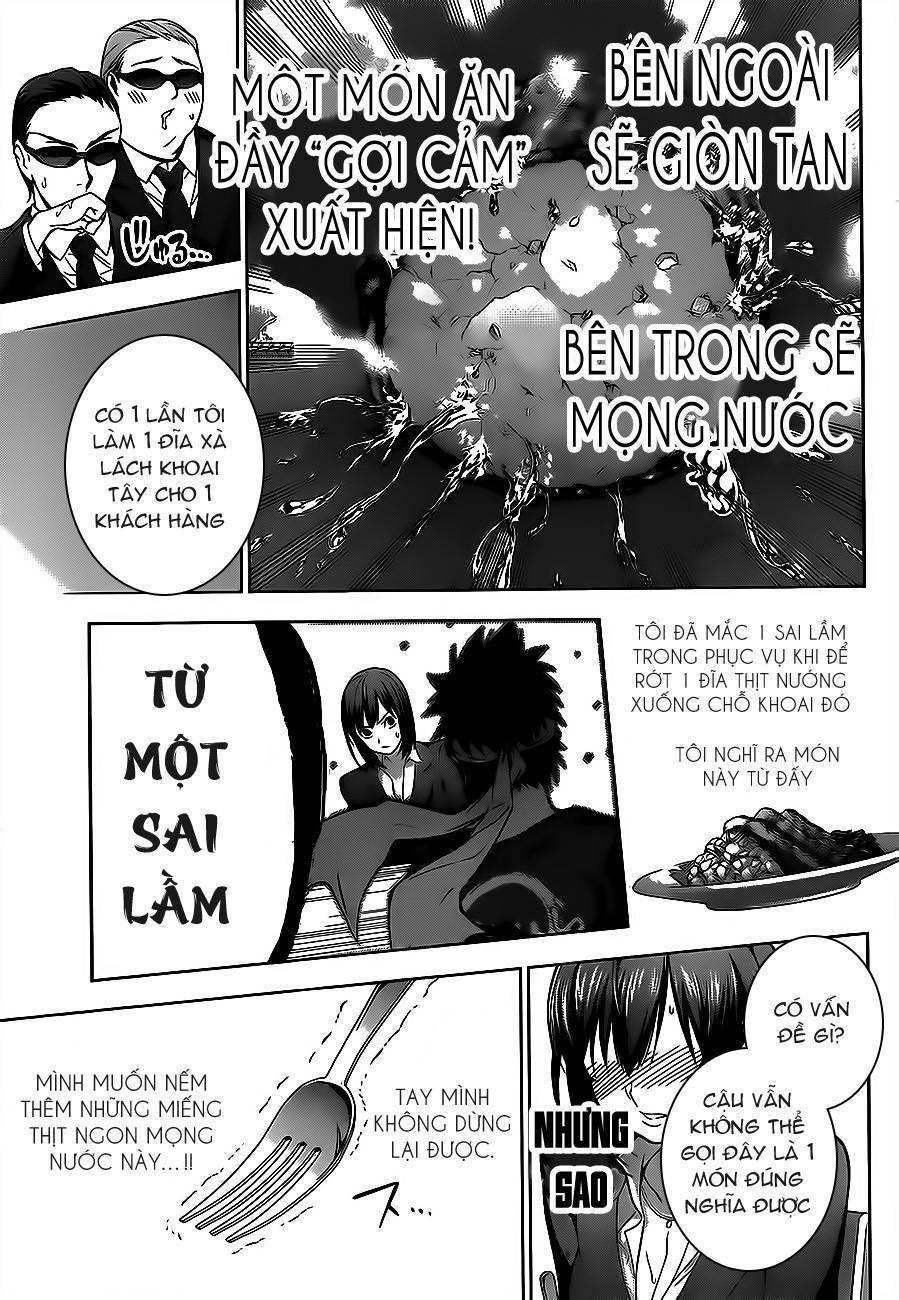 BÊN NGOÀI
SẼ GIÒN TAN
BÊN TRONG SẼ
MỌNG NƯỚC
MỘT MÓN ĂN
ĐẦY “GỢI CẢM”
XUẤT HIỆN!
じゅる...
CÓ 1 LẦN TÔI
LÀM 1 ĐĨA XÀ
LÁCH KHOAI
TÂY CHO 1
KHÁCH HÀNG
TÔI ĐÃ MẮC 1 SAI LẦM
TRONG PHỤC VỤ KHI ĐỂ
RỚT 1 ĐĨA THỊT NƯỚNG
XUỐNG CHỖ KHOAI ĐÓ
TÔI NGHĨ RA MÓN
NÀY TỪ ĐẤY
TỪ
MỘT
SAI
LẦM
CÓ VẤN
ĐỀ GÌ?
CÂU VẪN
KHÔNG THỂ
GỌI ĐÂY LÀ 1
MÓN ĐÚNG
NGHĨA ĐƯỢC
NHƯNG
SAO
TAY MÌNH
KHÔNG DỪNG
LẠI ĐƯỢC.
ス...
MÌNH MUỐN NẾM
THÊM NHỮNG MIẾNG
THỊT NGON MỌNG
NƯỚC NÀY...!!